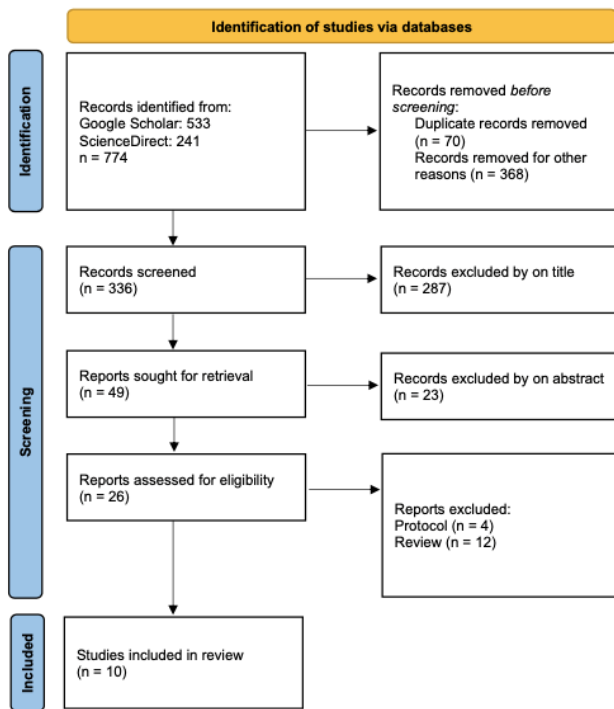 Identification of studies via databases
Identification
Records identified from:
Google Scholar: 533
ScienceDirect: 241
n = 774
Records removed before
screening:
Duplicate records removed
(n = 70)
Records removed for other
reasons (n = 368)
Screening
Records screened
(n = 336)
Records excluded by on title
(n = 287)
Reports sought for retrieval
(n = 49)
Records excluded by on abstract
(n = 23)
Reports assessed for eligibility
(n = 26)
Reports excluded:
Protocol (n = 4)
Review (n = 12)
Included
Studies included in review
(n = 10)